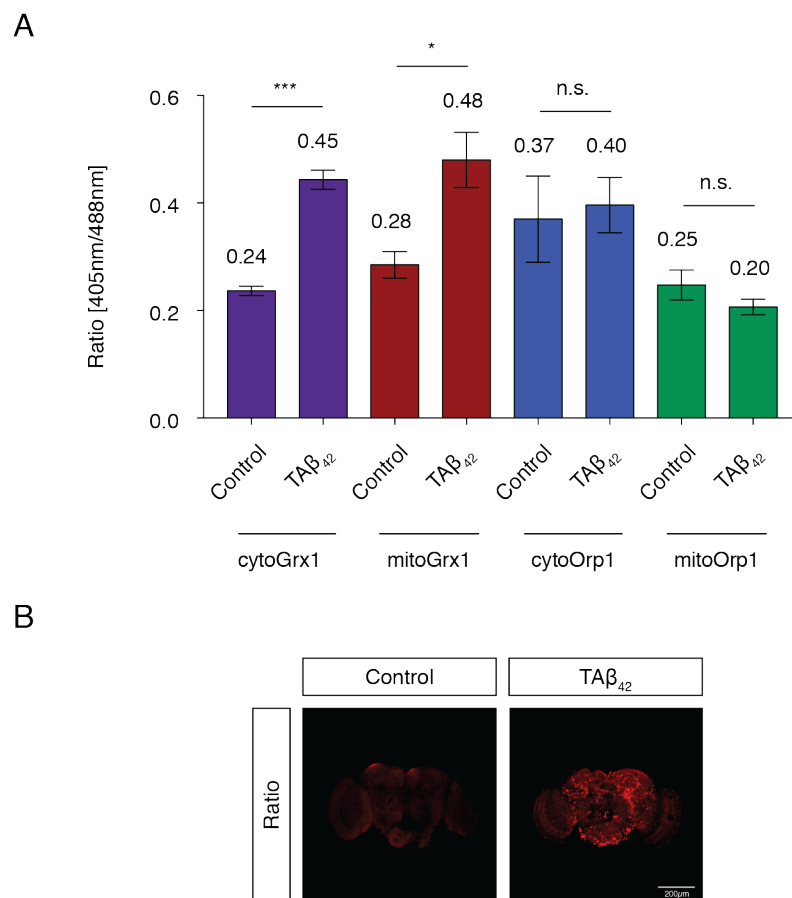 A
*
***
n.s.
n.s.
0.6
0.4
0.2
0.0
Ratio [405nm/488nm]
0.24
0.45
0.28
0.48
0.37
0.40
0.25
0.20
Control
TAβ₄₂
Control
TAβ₄₂
Control
TAβ₄₂
Control
TAβ₄₂
cytoGrx1
mitoGrx1
cytoOrp1
mitoOrp1
B
Control
TAβ₄₂
Ratio
200µm